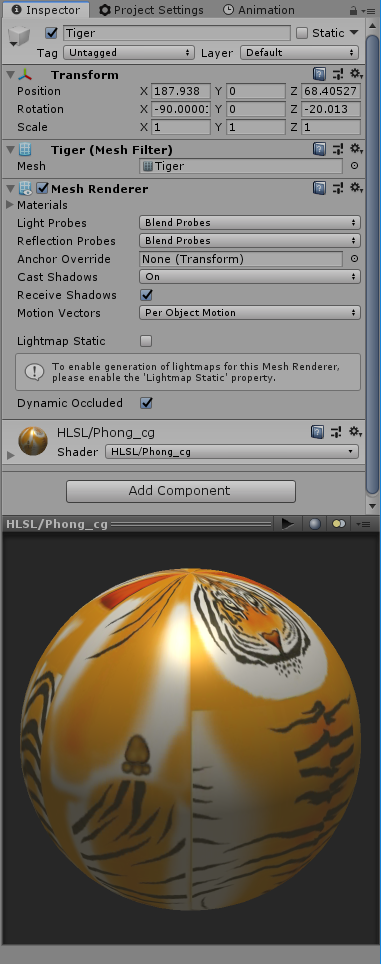 Inspector Project Settings Animation
Tiger Static
Tag Untagged Layer Default
Transform
Position X 187.938 Y 0 Z 68.40527
Rotation X -90.00001 Y 0 Z -20.013
Scale X 1 Y 1 Z 1
Tiger (Mesh Filter)
Mesh Tiger
Mesh Renderer
Materials
Light Probes Blend Probes
Reflection Probes Blend Probes
Anchor Override None (Transform)
Cast Shadows On
Receive Shadows
Motion Vectors Per Object Motion
Lightmap Static
To enable generation of lightmaps for this Mesh Renderer,
please enable the 'Lightmap Static' property.
Dynamic Occluded
HLSL/Phong_cg
Shader HLSL/Phong_cg
Add Component
HLSL/Phong_cg